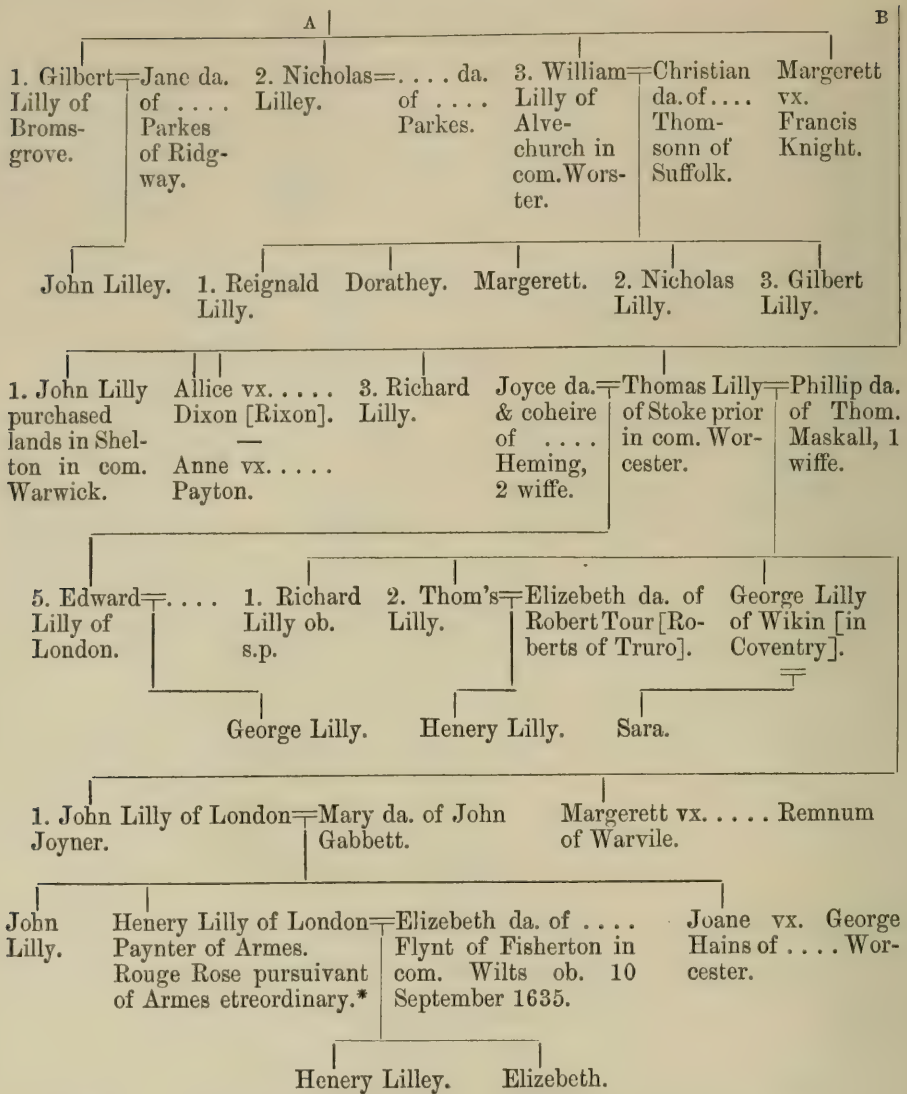 A B
1. Gilbert Jane da. 2. Nicholas= . . . . da. 3. William Christian Margerett
Lilly of of . . . . Lilley. of . . . . Lilly of da. of . . . . vx.
Broms- Parkes Parkes. Alve- Thom- Francis
grove. of Ridg- church in sonn of Knight.
way. com. Wors- Suffolk.
ter.
John Lilley. 1. Reignald Dorathey. Margerett. 2. Nicholas 3. Gilbert
Lilly. Lilly. Lilly.
1. John Lilly Allice vx. . . . . 3. Richard Joyce da. Thomas Lilly Phillip da.
purchased Dixon [Rixon]. Lilly. & coheire of Stoke prior of Thom.
lands in Shel- — of . . . . in com. Wor- Maskall, 1
ton in com. Anne vx. . . . . Heming, cester. wiffe.
Warwick. Payton. 2 wiffe.
5. Edward . . . . 1. Richard 2. Thom's Elizebeth da. of George Lilly
Lilly of Lilly ob. Lilly. Robert Tour [Ro- of Wikin [in
London. s.p. berts of Truro]. Coventry].
George Lilly. Henery Lilly. Sara.
1. John Lilly of London Mary da. of John Margerett vx. . . . . Remnum
Joyner. Gabbett. of Warvile.
John Henery Lilly of London Elizebeth da. of . . . . Joane vx. George
Lilly. Paynter of Armes. Flynt of Fisherton in Hains of . . . . Wor-
Rouge Rose pursuivant com. Wilts ob. 10 cester.
of Armes etreordinary.* September 1635.
Henery Lilley. Elizebeth.